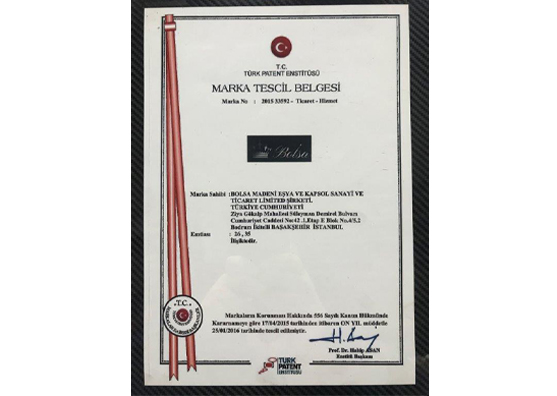 T.C.
TÜRK PATENT ENSTİTÜSÜ
MARKA TESCİL BELGESİ
Marka No : 2015 33592 - Ticaret - Hizmet
Bolsa
Marka Sahibi :BOLSA MADENİ EŞYA VE KAPSOL SANAYİ VE
TİCARET LİMİTED ŞİRKETİ.
TÜRKİYE CUMHURİYETİ
Ziya Gökalp Mahallesi Süleyman Demirel Bulvarı
Cumhuriyet Caddesi No:42 .1.Etap E Blok No.4/5.2
Bodrum İkitelli BAŞAKŞEHİR İSTANBUL
: 26, 35
İlişiktedir.
Markaların Korunması Hakkında 556 Sayılı Kanun Hükmünde
Kararnameye göre 17/04/2015 tarihinden itibaren ON YIL müddetle
25/01/2016 tarihinde tescil edilmiştir.
Prof. Dr. Habip ASAN
Enstitü Başkanı
T.C.
TÜRK
PATENT
ENSTİTÜSÜ